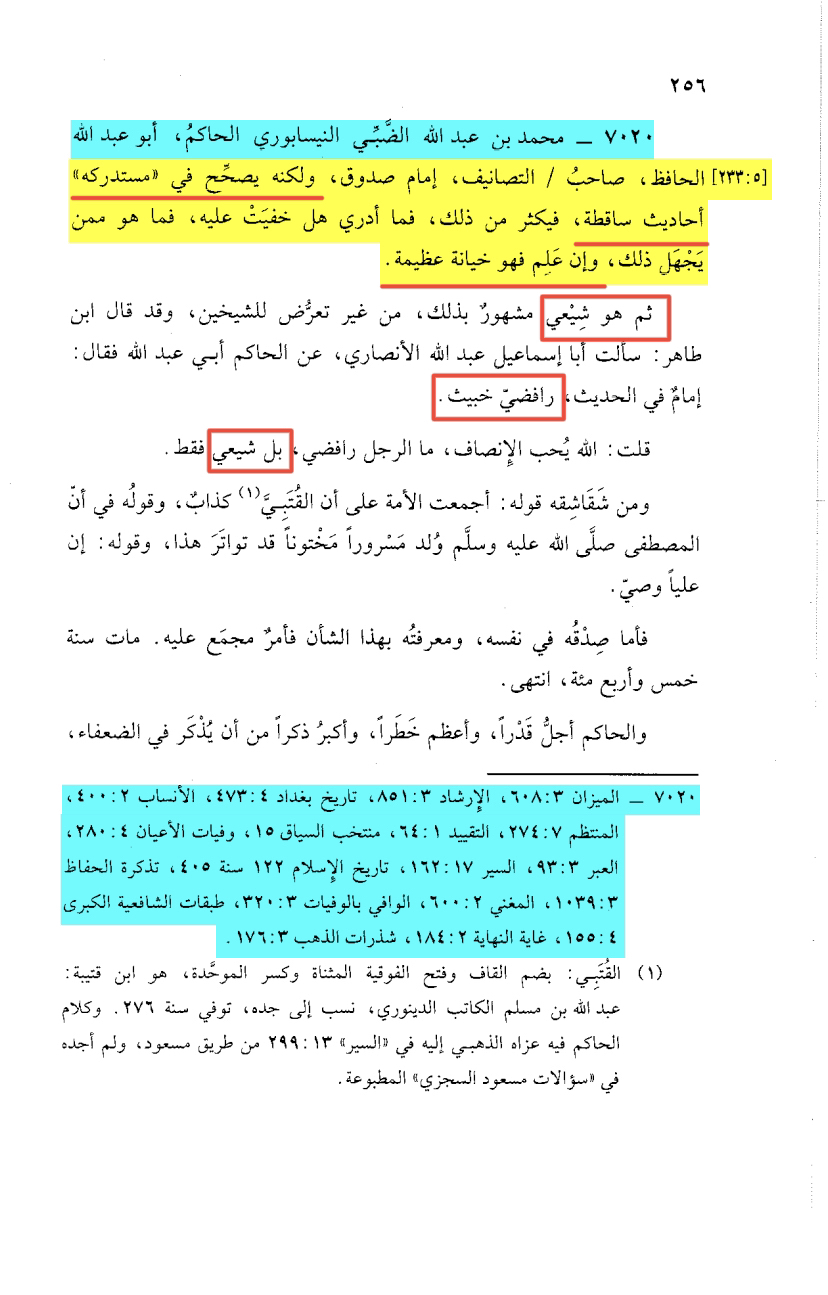 ٢٥٦
٧٠٢٠ ــ محمد بن عبد الله الضَّبِّي النيسابوري الحاكمُ، أبو عبد الله
[٢٣٣:٥] الحافظ، صاحبُ / التصانيف، إمام صدوق، ولكنه يصحِّح في «مستدركه»
أحاديث ساقطة، فيكثر من ذلك، فما أدري هل خفيَتْ عليه، فما هو ممن
يَجْهَل ذلك، وإن عَلِم فهو خيانة عظيمة.
ثم هو شِيْعي مشهورٌ بذلك، من غير تعرُّض للشيخين، وقد قال ابن
طاهر: سألت أبا إسماعيل عبد الله الأنصاري، عن الحاكم أبي عبد الله فقال:
إمامٌ في الحديث، رافضيّ خبيث.
قلت: الله يُحب الإنصاف، ما الرجل رافضي، بل شيعي فقط.
ومن شَقَاشِقه قوله: أجمعت الأمة على أن القُتَبِيَّ(١) كذابٌ، وقولُه في أنّ
المصطفى صلَّى الله عليه وسلَّم وُلد مَسْروراً مَخْتوناً قد تواتَرَ هذا، وقوله: إن
علياً وصيّ.
فأما صِدْقُه في نفسه، ومعرفتُه بهذا الشأن فأمرٌ مجمَع عليه. مات سنة
خمس وأربع مئة، انتهى.
والحاكم أجلُّ قَدْراً، وأعظم خَطَراً، وأكبرُ ذكراً من أن يُذْكَر في الضعفاء،
٧٠٢٠ ــ الميزان ٦٠٨:٣، الإرشاد ٨٥١:٣، تاريخ بغداد ٤٧٣:٤، الأنساب ٤٠٠:٢،
المنتظم ٢٧٤:٧، التقييد ٦٤:١، منتخب السياق ١٥، وفيات الأعيان ٢٨٠:٤،
العبر ٩٣:٣، السير ١٦٢:١٧، تاريخ الإسلام ١٢٢ سنة ٤٠٥، تذكرة الحفاظ
١٠٣٩:٣، المغني ٦٠٠:٢، الوافي بالوفيات ٣٢٠:٣، طبقات الشافعية الكبرى
١٥٥:٤، غاية النهاية ١٨٤:٢، شذرات الذهب ١٧٦:٣.
(١) القُتَبِي: بضم القاف وفتح الفوقية المثناة وكسر الموحَّدة، هو ابن قتيبة:
عبد الله بن مسلم الكاتب الدينوري، نسب إلى جده، توفي سنة ٢٧٦. وكلام
الحاكم فيه عزاه الذهبي إليه في «السير» ٢٩٩:١٣ من طريق مسعود، ولم أجده
في «سؤالات مسعود السجزي» المطبوعة.